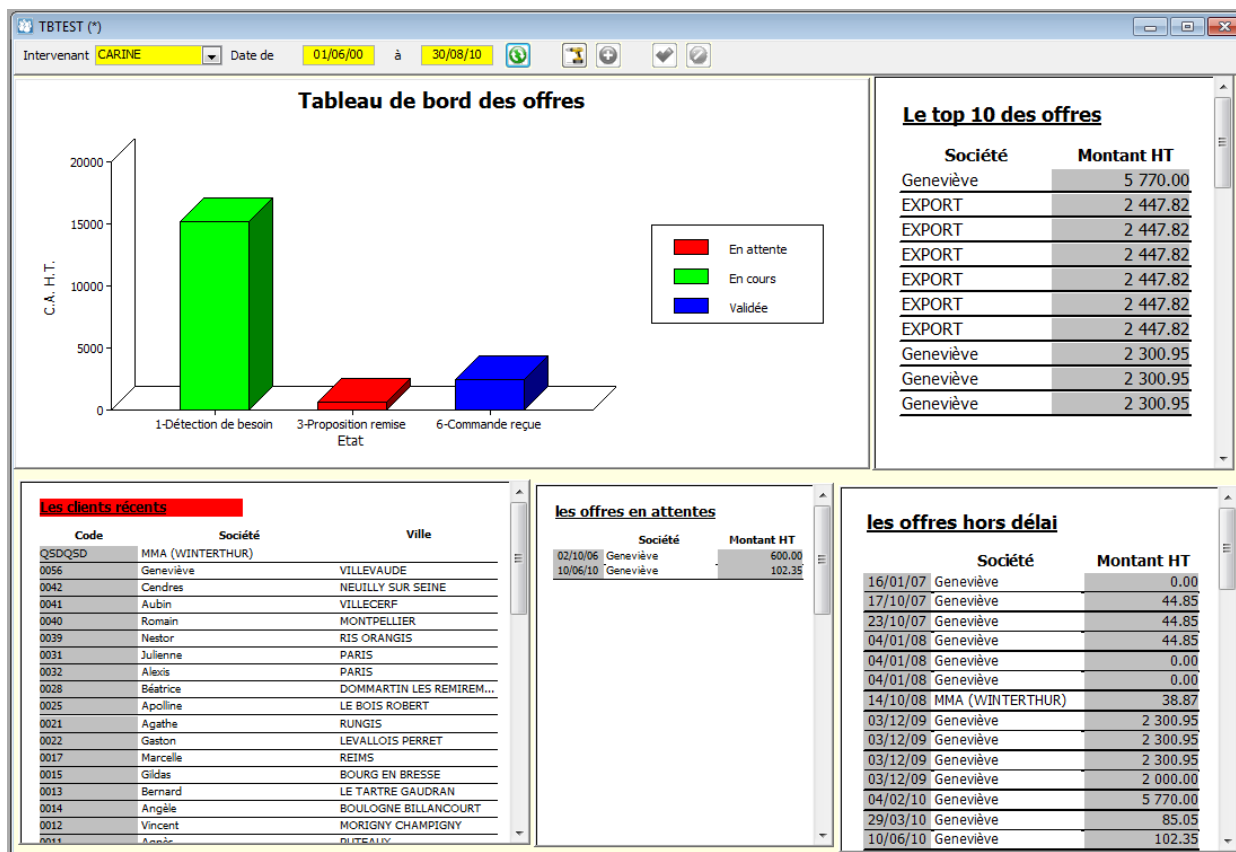 TBTEST (*)
Intervenant CARINE Date de 01/06/00 à 30/08/10
Tableau de bord des offres
20000
15000
10000
5000
0
C.A. H.T.
1-Détection de besoin 3-Proposition remise 6-Commande reçue
Etat
En attente
En cours
Validée
Le top 10 des offres
Société Montant HT
Geneviève 5 770.00
EXPORT 2 447.82
EXPORT 2 447.82
EXPORT 2 447.82
EXPORT 2 447.82
EXPORT 2 447.82
EXPORT 2 447.82
Geneviève 2 300.95
Geneviève 2 300.95
Geneviève 2 300.95
Les clients récents
Code Société Ville
QSDQSD MMA (WINTERTHUR)
0056 Geneviève VILLEVAUDE
0042 Cendres NEUILLY SUR SEINE
0041 Aubin VILLECERF
0040 Romain MONTPELLIER
0039 Nestor RIS ORANGIS
0031 Julienne PARIS
0032 Alexis PARIS
0028 Béatrice DOMMARTIN LES REMIREM...
0025 Apolline LE BOIS ROBERT
0021 Agathe RUNGIS
0022 Gaston LEVALLOIS PERRET
0017 Marcelle REIMS
0015 Gildas BOURG EN BRESSE
0013 Bernard LE TARTRE GAUDRAN
0014 Angèle BOULOGNE BILLANCOURT
0012 Vincent MORIGNY CHAMPIGNY
0011 Agnès PUTEAUX
les offres en attentes
Société Montant HT
02/10/06 Geneviève 600.00
10/06/10 Geneviève 102.35
les offres hors délai
Société Montant HT
16/01/07 Geneviève 0.00
17/10/07 Geneviève 44.85
23/10/07 Geneviève 44.85
04/01/08 Geneviève 44.85
04/01/08 Geneviève 0.00
04/01/08 Geneviève 0.00
14/10/08 MMA (WINTERTHUR) 38.87
03/12/09 Geneviève 2 300.95
03/12/09 Geneviève 2 300.95
03/12/09 Geneviève 2 300.95
03/12/09 Geneviève 2 000.00
04/02/10 Geneviève 5 770.00
29/03/10 Geneviève 85.05
10/06/10 Geneviève 102.35